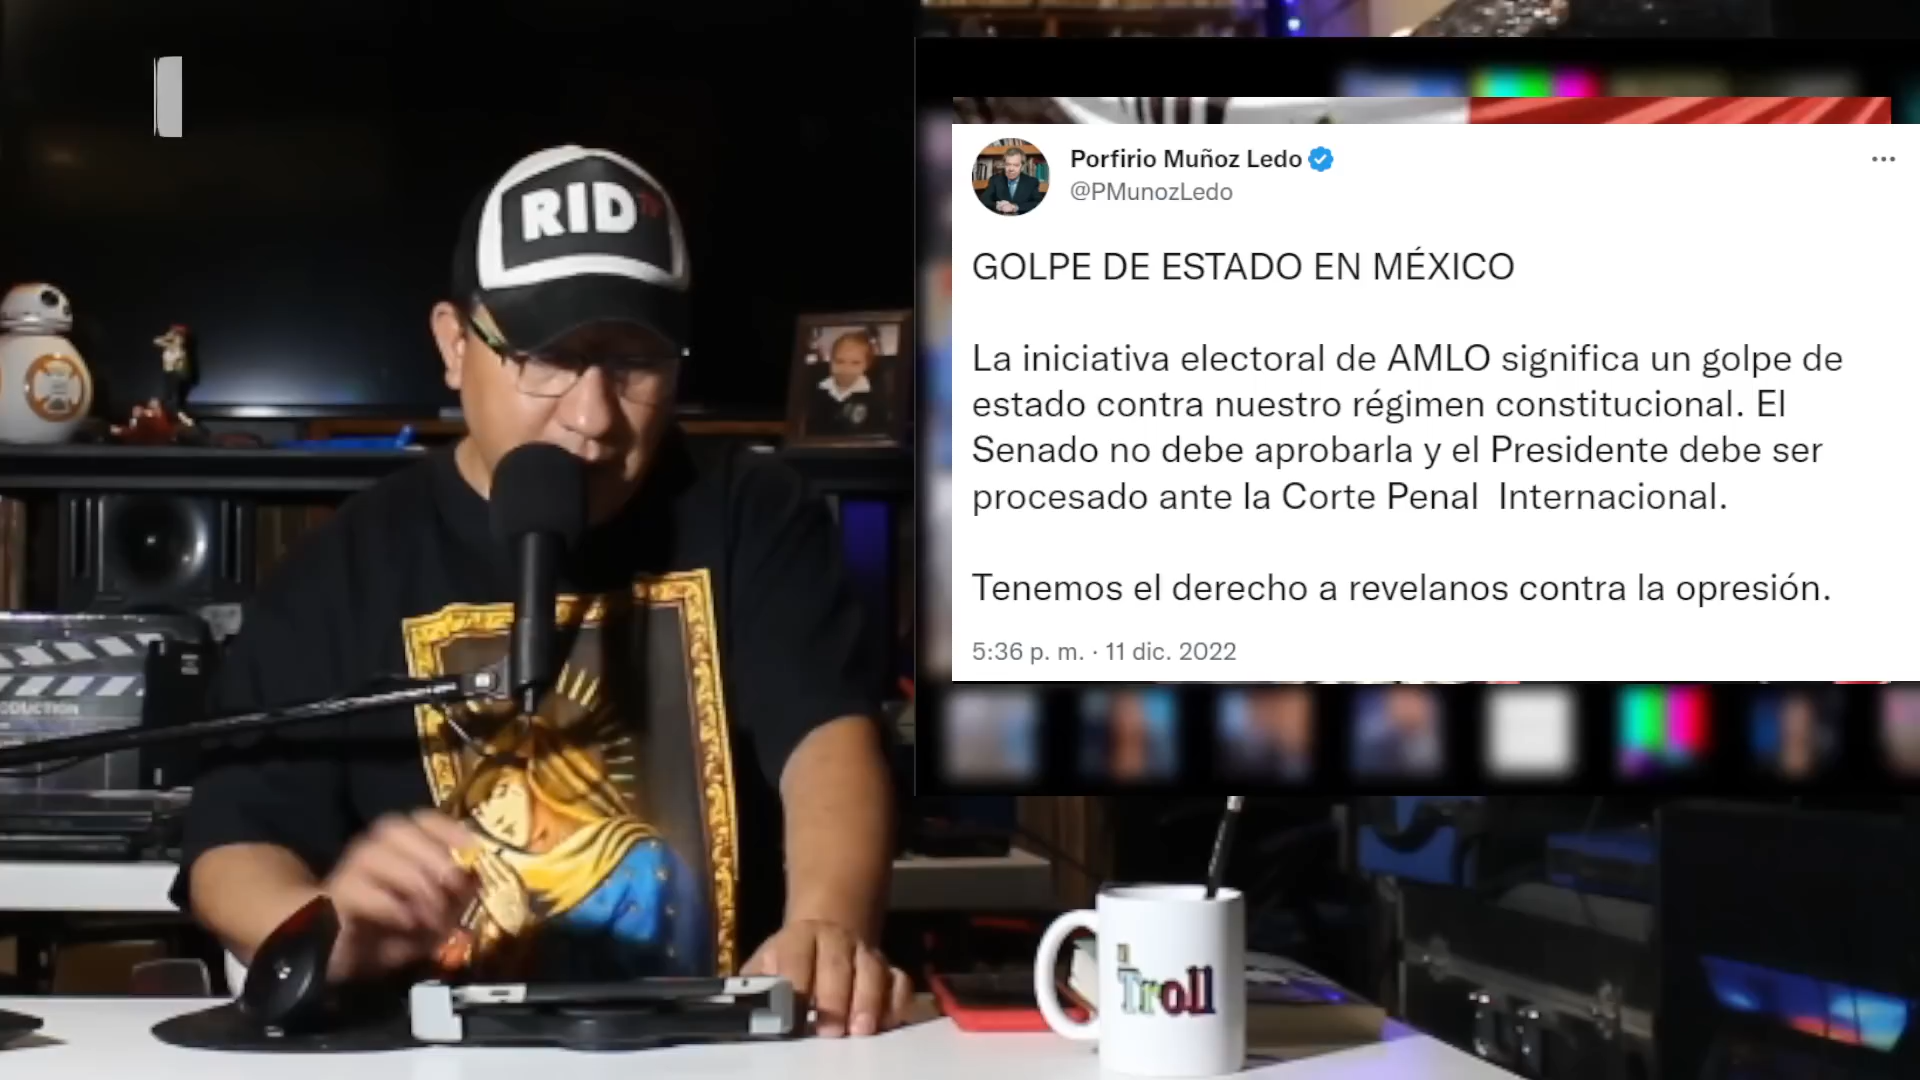 RID
TV
Porfirio Muñoz Ledo
@PMunozLedo
GOLPE DE ESTADO EN MÉXICO
La iniciativa electoral de AMLO significa un golpe de
estado contra nuestro régimen constitucional. El
Senado no debe aprobarla y el Presidente debe ser
procesado ante la Corte Penal  Internacional.
Tenemos el derecho a revelanos contra la opresión.
5:36 p. m. · 11 dic. 2022
El
Troll